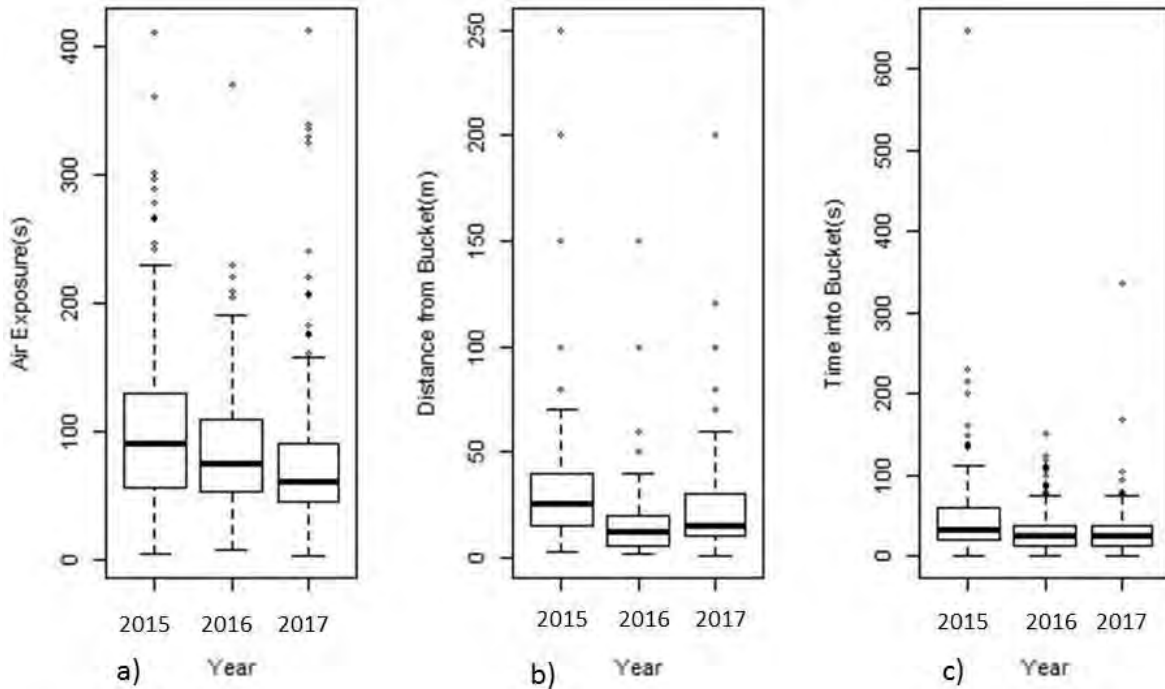 Air Exposure(s)
400
300
200
100
0
2015 2016 2017
a) Year
Distance from Bucket(m)
250
200
150
100
50
0
2015 2016 2017
b) Year
Time into Bucket(s)
600
500
400
300
200
100
0
2015 2016 2017
c) Year